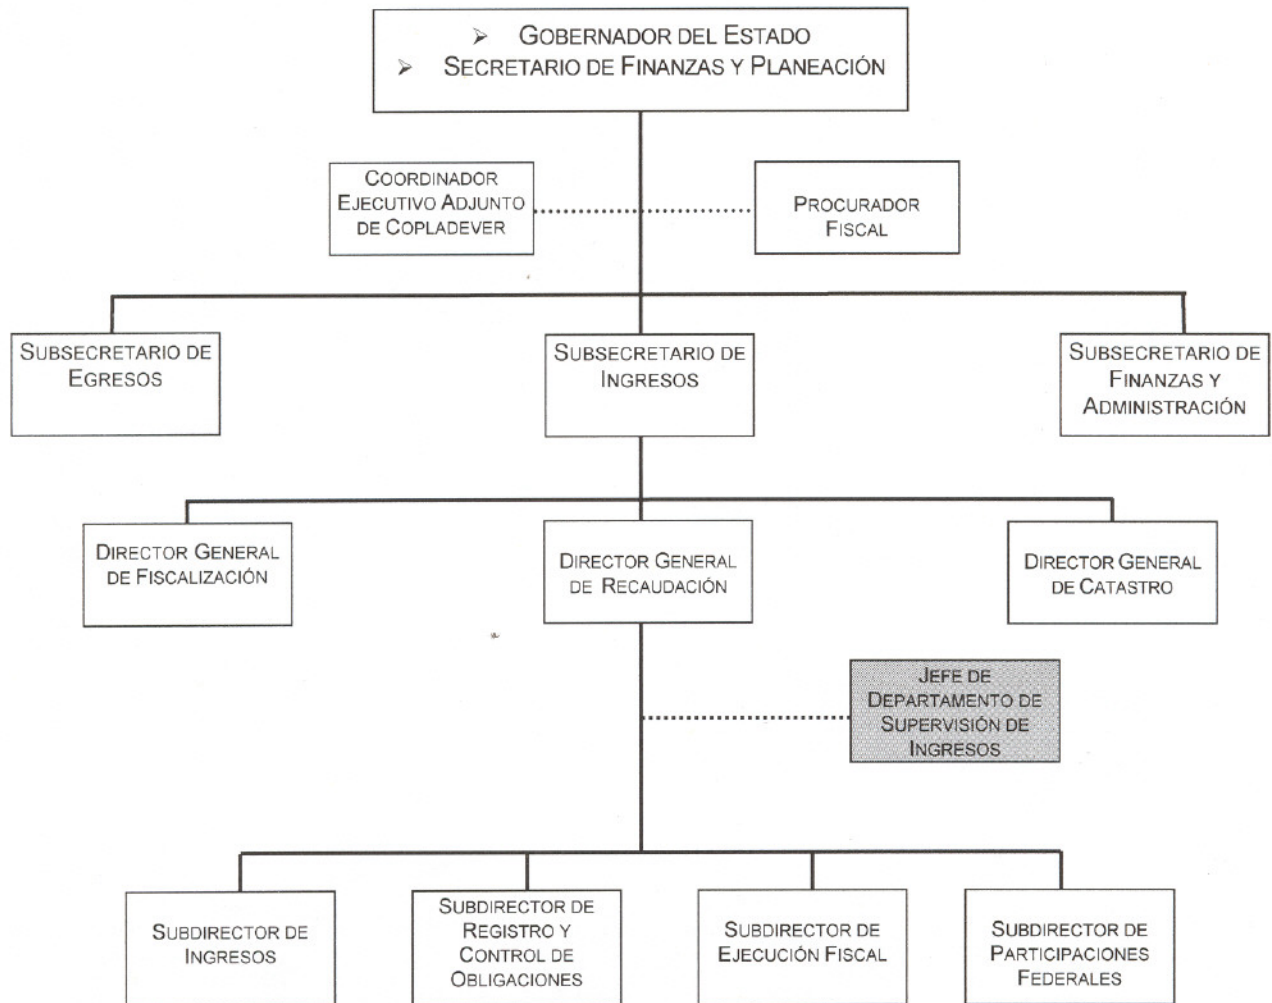 ➢ GOBERNADOR DEL ESTADO
➢ SECRETARIO DE FINANZAS Y PLANEACIÓN
COORDINADOR
EJECUTIVO ADJUNTO
DE COPLADEVER
PROCURADOR
FISCAL
SUBSECRETARIO DE
EGRESOS
SUBSECRETARIO DE
INGRESOS
SUBSECRETARIO DE
FINANZAS Y
ADMINISTRACIÓN
DIRECTOR GENERAL
DE FISCALIZACIÓN
DIRECTOR GENERAL
DE RECAUDACIÓN
DIRECTOR GENERAL
DE CATASTRO
JEFE DE
DEPARTAMENTO DE
SUPERVISIÓN DE
INGRESOS
SUBDIRECTOR DE
INGRESOS
SUBDIRECTOR DE
REGISTRO Y
CONTROL DE
OBLIGACIONES
SUBDIRECTOR DE
EJECUCIÓN FISCAL
SUBDIRECTOR DE
PARTICIPACIONES
FEDERALES